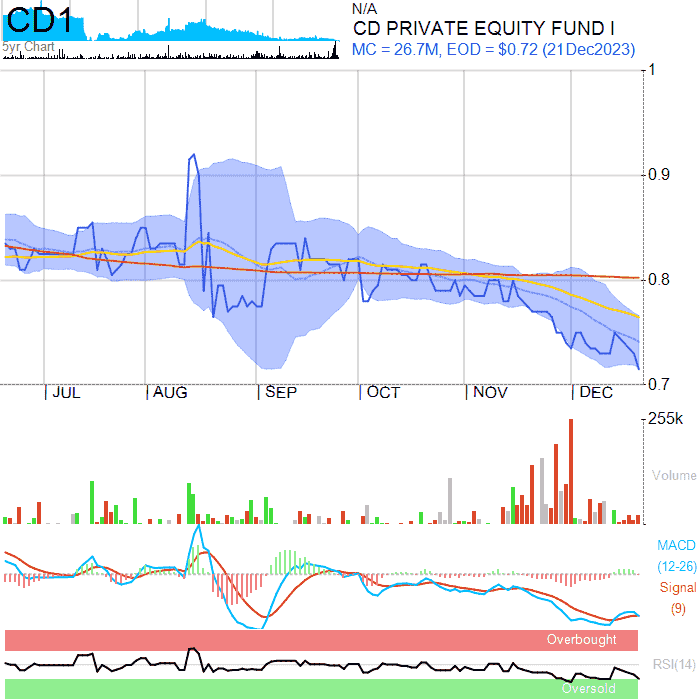 CD1
5yr Chart
N/A
CD PRIVATE EQUITY FUND I
MC = 26.7M, EOD = $0.72 (21Dec2023)
1
0.9
0.8
0.7
JUL AUG SEP OCT NOV DEC
255k
Volume
MACD
(12-26)
Signal
(9)
Overbought
RSI(14)
Oversold